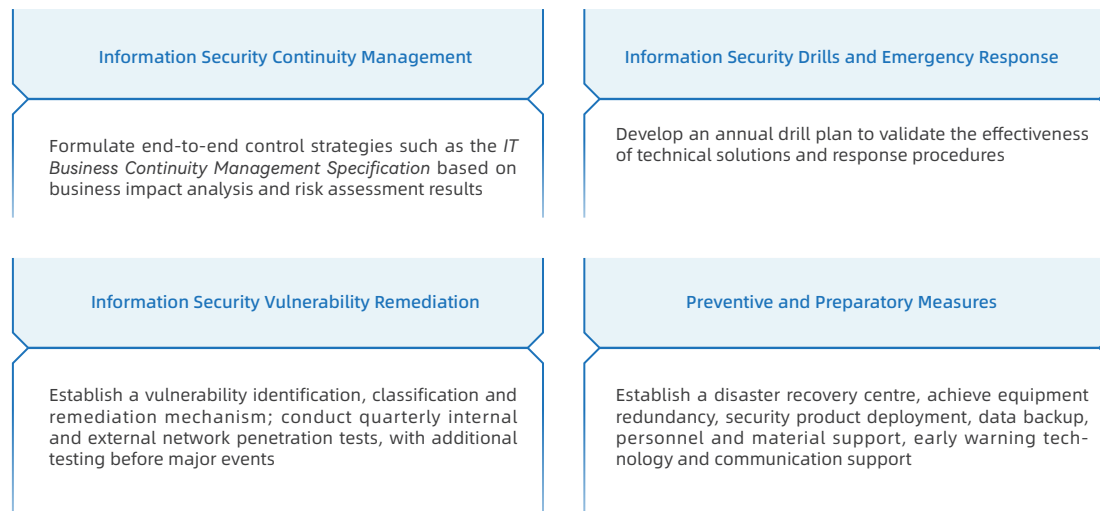 Information Security Continuity Management
Formulate end-to-end control strategies such as the IT
Business Continuity Management Specification based on
business impact analysis and risk assessment results
Information Security Drills and Emergency Response
Develop an annual drill plan to validate the effectiveness
of technical solutions and response procedures
Information Security Vulnerability Remediation
Establish a vulnerability identification, classification and
remediation mechanism; conduct quarterly internal
and external network penetration tests, with additional
testing before major events
Preventive and Preparatory Measures
Establish a disaster recovery centre, achieve equipment
redundancy, security product deployment, data backup,
personnel and material support, early warning tech-
nology and communication support